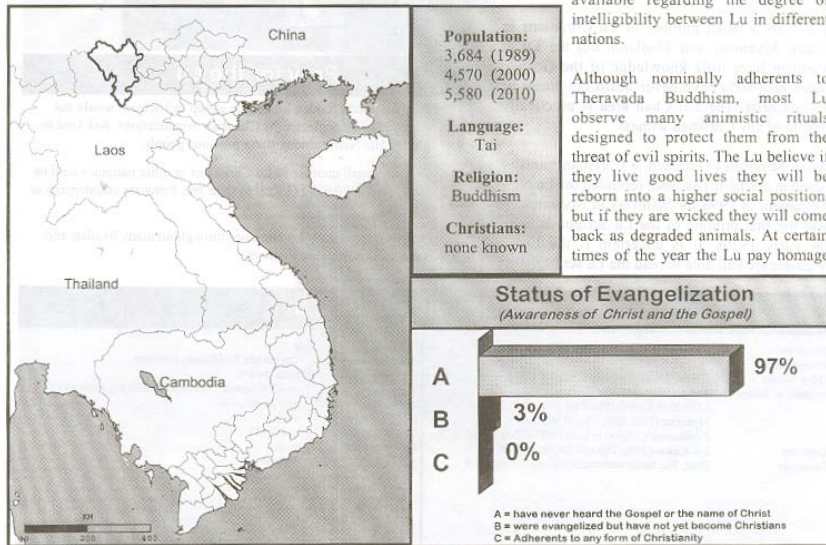 China
Laos
Thailand
Cambodia
KM
200
400
Population:
3,684 (1989)
4,570 (2000)
5,580 (2010)
Language:
Tai
Religion:
Buddhism
Christians:
none known
available regarding the degree of
intelligibility between Lu in different
nations.
Although nominally adherents to
Theravada Buddhism, most Lu
observe many animistic rituals
designed to protect them from the
threat of evil spirits. The Lu believe if
they live good lives they will be
reborn into a higher social position,
but if they are wicked they will come
back as degraded animals. At certain
times of the year the Lu pay homage
Status of Evangelization
(Awareness of Christ and the Gospel)
A
97%
B
3%
C
0%
A = have never heard the Gospel or the name of Christ
B = were evangelized but have not yet become Christians
C = Adherents to any form of Christianity